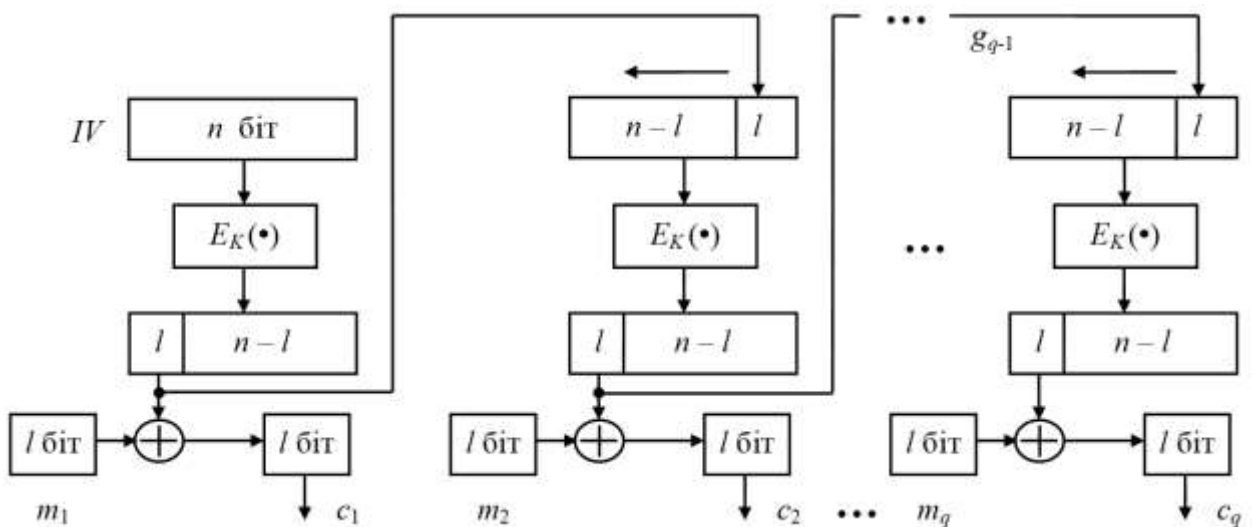 ••• g_{q-1}
IV n біт n – l l n – l l
E_K(•) E_K(•) ••• E_K(•)
l n – l l n – l l n – l
l біт l біт l біт l біт l біт l біт
m_1 c_1 m_2 c_2 ••• m_q c_q